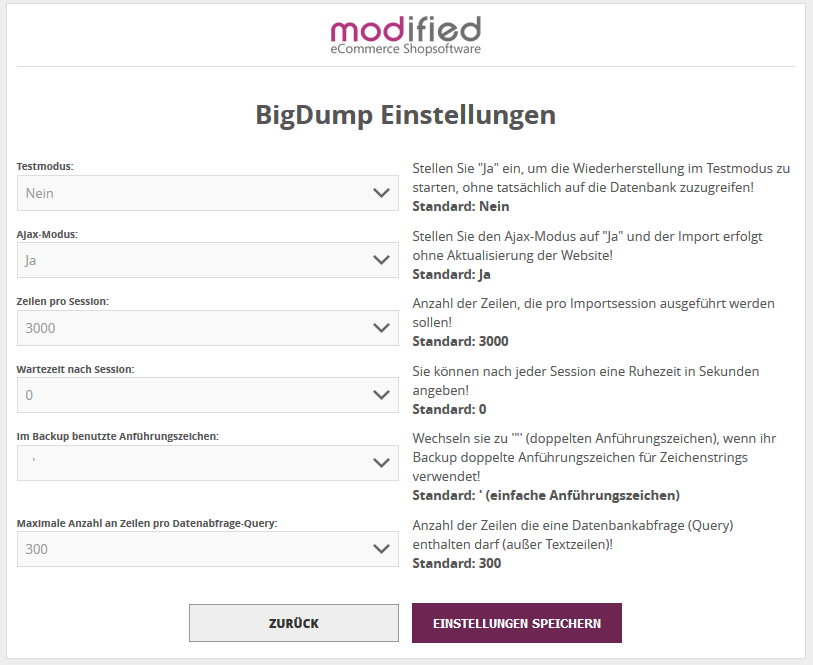 modified
eCommerce Shopsoftware
BigDump Einstellungen
Testmodus:
Nein
Stellen Sie "Ja" ein, um die Wiederherstellung im Testmodus zu
starten, ohne tatsächlich auf die Datenbank zuzugreifen!
Standard: Nein
Ajax-Modus:
Ja
Stellen Sie den Ajax-Modus auf "Ja" und der Import erfolgt
ohne Aktualisierung der Website!
Standard: Ja
Zeilen pro Session:
3000
Anzahl der Zeilen, die pro Importsession ausgeführt werden
sollen!
Standard: 3000
Wartezeit nach Session:
0
Sie können nach jeder Session eine Ruhezeit in Sekunden
angeben!
Standard: 0
Im Backup benutzte Anführungszeichen:
'
Wechseln sie zu '"' (doppelten Anführungszeichen), wenn ihr
Backup doppelte Anführungszeichen für Zeichenstrings
verwendet!
Standard: ' (einfache Anführungszeichen)
Maximale Anzahl an Zeilen pro Datenabfrage-Query:
300
Anzahl der Zeilen die eine Datenbankabfrage (Query)
enthalten darf (außer Textzeilen)!
Standard: 300
ZURÜCK
EINSTELLUNGEN SPEICHERN